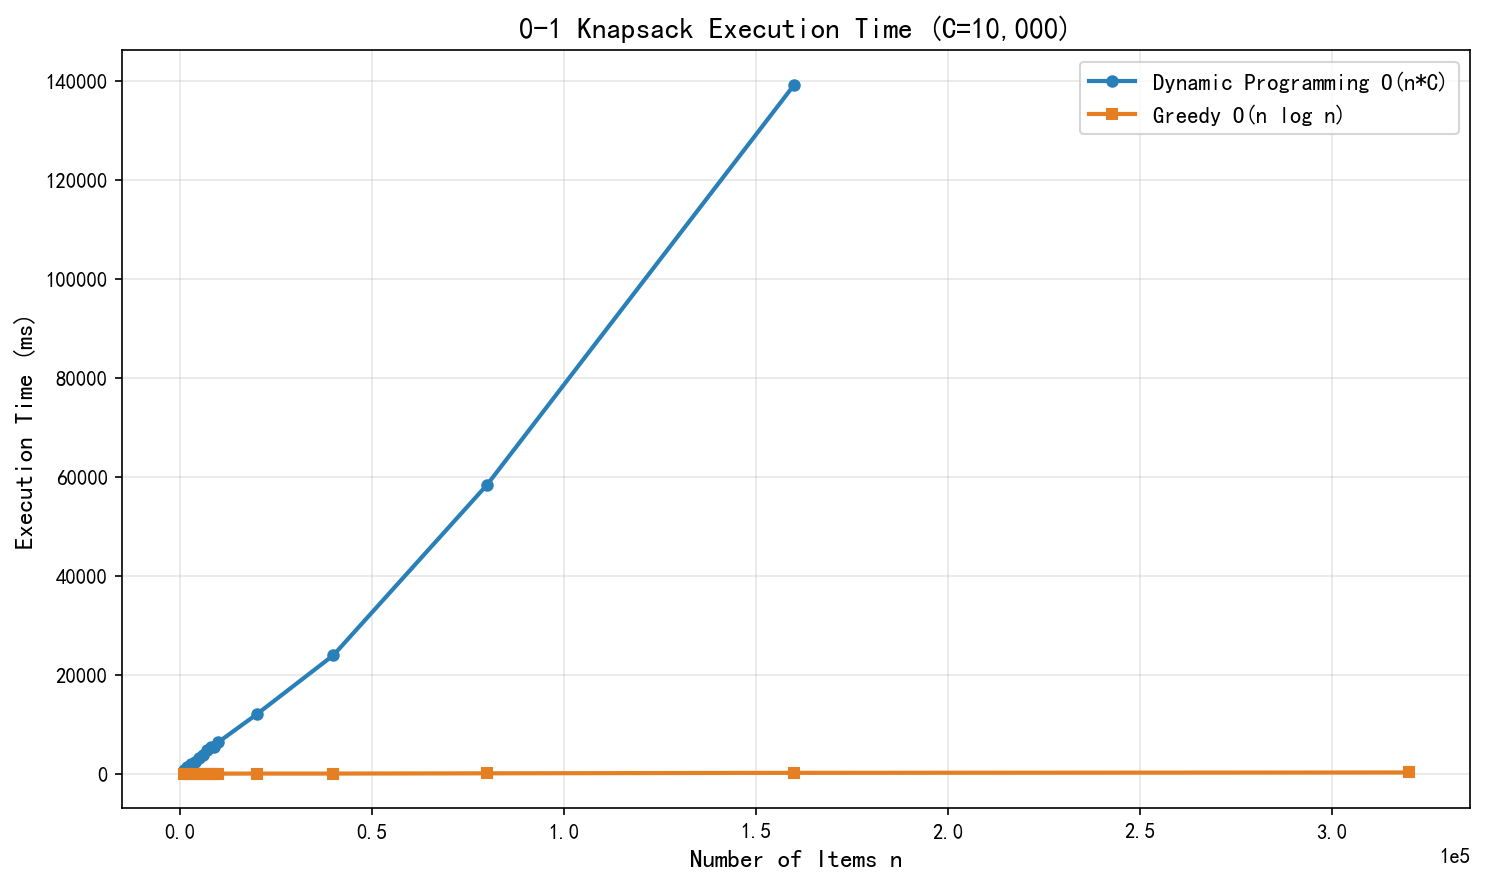 0-1 Knapsack Execution Time (C=10,000)
Dynamic Programming O(n*C)
Greedy O(n log n)
Execution Time (ms)
140000
120000
100000
80000
60000
40000
20000
0
0.0 0.5 1.0 1.5 2.0 2.5 3.0
1e5
Number of Items n